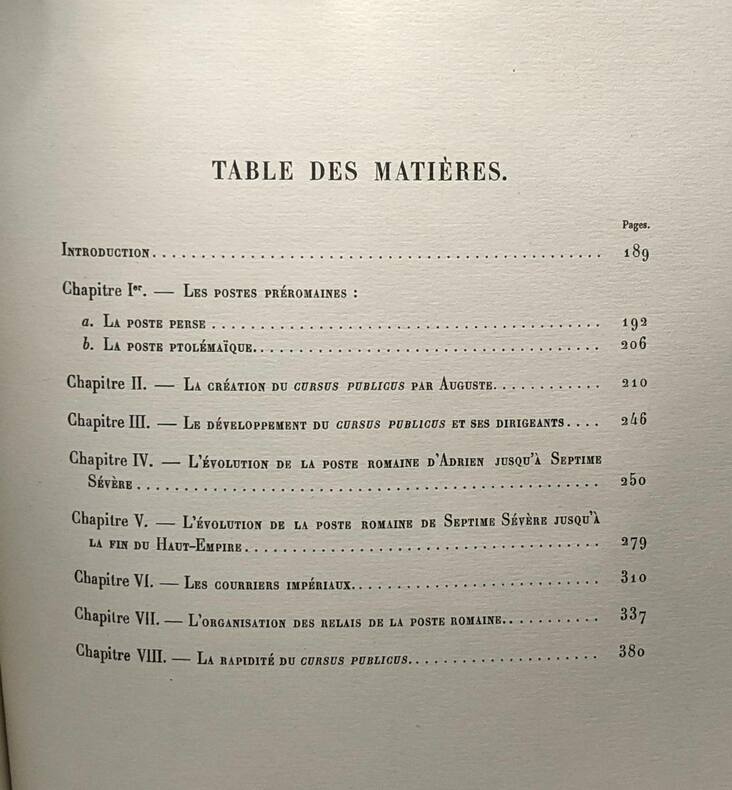 TABLE DES MATIÈRES.
Pages.
Introduction........................................ 189
Chapitre Ier. — Les postes préromaines :
a. La poste perse ........................................ 192
b. La poste ptolémaïque........................................ 206
Chapitre II. — La création du cursus publicus par Auguste............ 210
Chapitre III. — Le développement du cursus publicus et ses dirigeants.... 246
Chapitre IV. — L'évolution de la poste romaine d'Adrien jusqu'à Septime
Sévère ........................................ 250
Chapitre V. — L'évolution de la poste romaine de Septime Sévère jusqu'à
la fin du Haut-Empire........................................ 279
Chapitre VI. — Les courriers impériaux........................ 310
Chapitre VII. — L'organisation des relais de la poste romaine........... 337
Chapitre VIII. — La rapidité du cursus publicus.................. 380